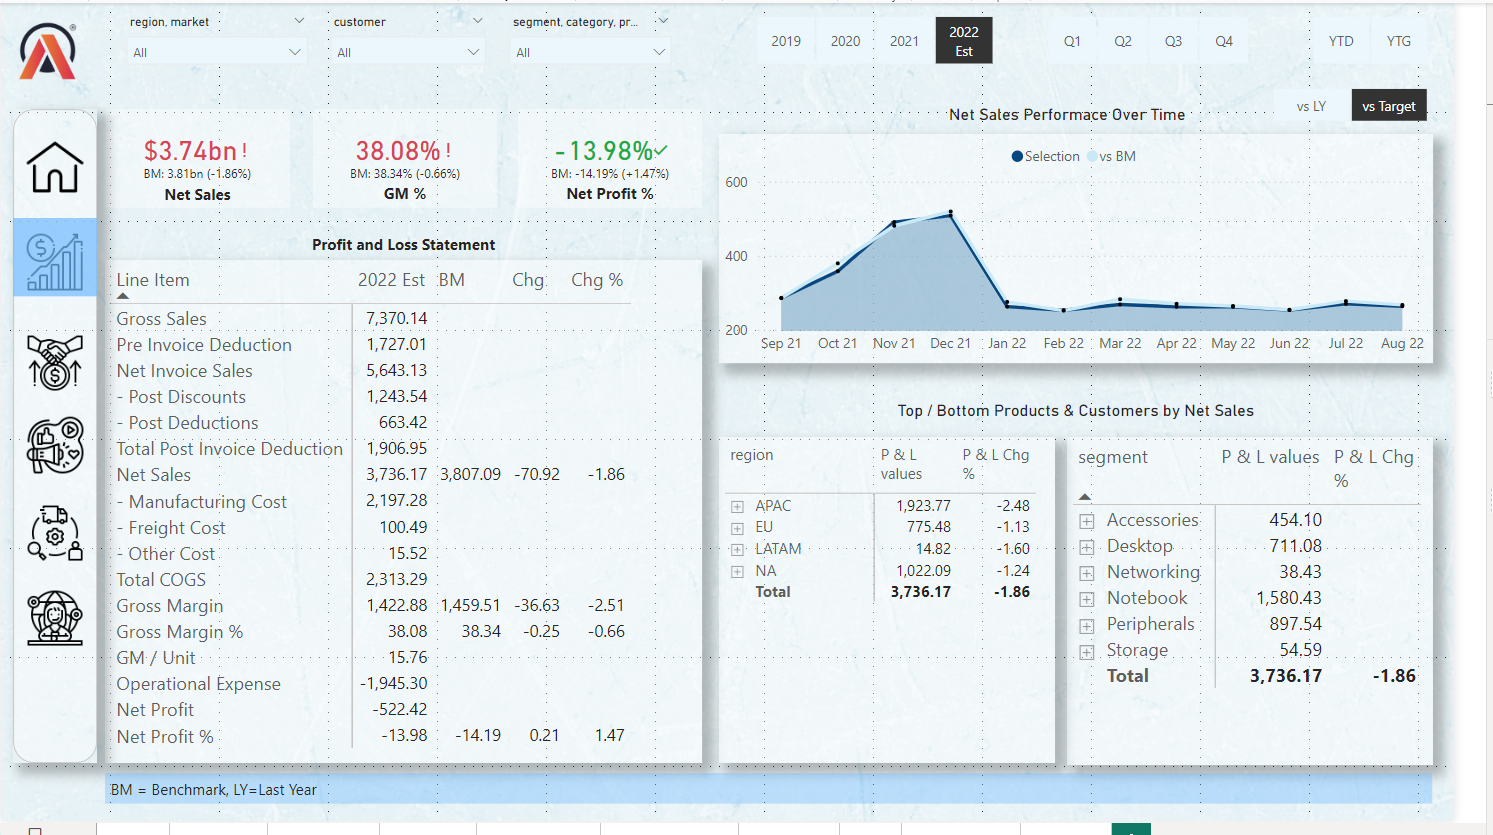 region, market
All
customer
All
segment, category, pr...
All
2019
2020
2021
2022
Est
Q1
Q2
Q3
Q4
YTD
YTG
vs LY
vs Target
$3.74bn!
BM: 3.81bn (-1.86%)
Net Sales
38.08%!
BM: 38.34% (-0.66%)
GM %
-13.98%
BM: -14.19% (+1.47%)
Net Profit %
Net Sales Performace Over Time
Selection vs BM
600
400
200
Sep 21 Oct 21 Nov 21 Dec 21 Jan 22 Feb 22 Mar 22 Apr 22 May 22 Jun 22 Jul 22 Aug 22
Profit and Loss Statement
Line Item 2022 Est BM Chg Chg %
Gross Sales 7,370.14
Pre Invoice Deduction 1,727.01
Net Invoice Sales 5,643.13
- Post Discounts 1,243.54
- Post Deductions 663.42
Total Post Invoice Deduction 1,906.95
Net Sales 3,736.17 3,807.09 -70.92 -1.86
- Manufacturing Cost 2,197.28
- Freight Cost 100.49
- Other Cost 15.52
Total COGS 2,313.29
Gross Margin 1,422.88 1,459.51 -36.63 -2.51
Gross Margin % 38.08 38.34 -0.25 -0.66
GM / Unit 15.76
Operational Expense -1,945.30
Net Profit -522.42
Net Profit % -13.98 -14.19 0.21 1.47
Top / Bottom Products & Customers by Net Sales
region P & L values P & L Chg %
APAC 1,923.77 -2.48
EU 775.48 -1.13
LATAM 14.82 -1.60
NA 1,022.09 -1.24
Total 3,736.17 -1.86
segment P & L values P & L Chg %
Accessories 454.10
Desktop 711.08
Networking 38.43
Notebook 1,580.43
Peripherals 897.54
Storage 54.59
Total 3,736.17 -1.86
BM = Benchmark, LY=Last Year